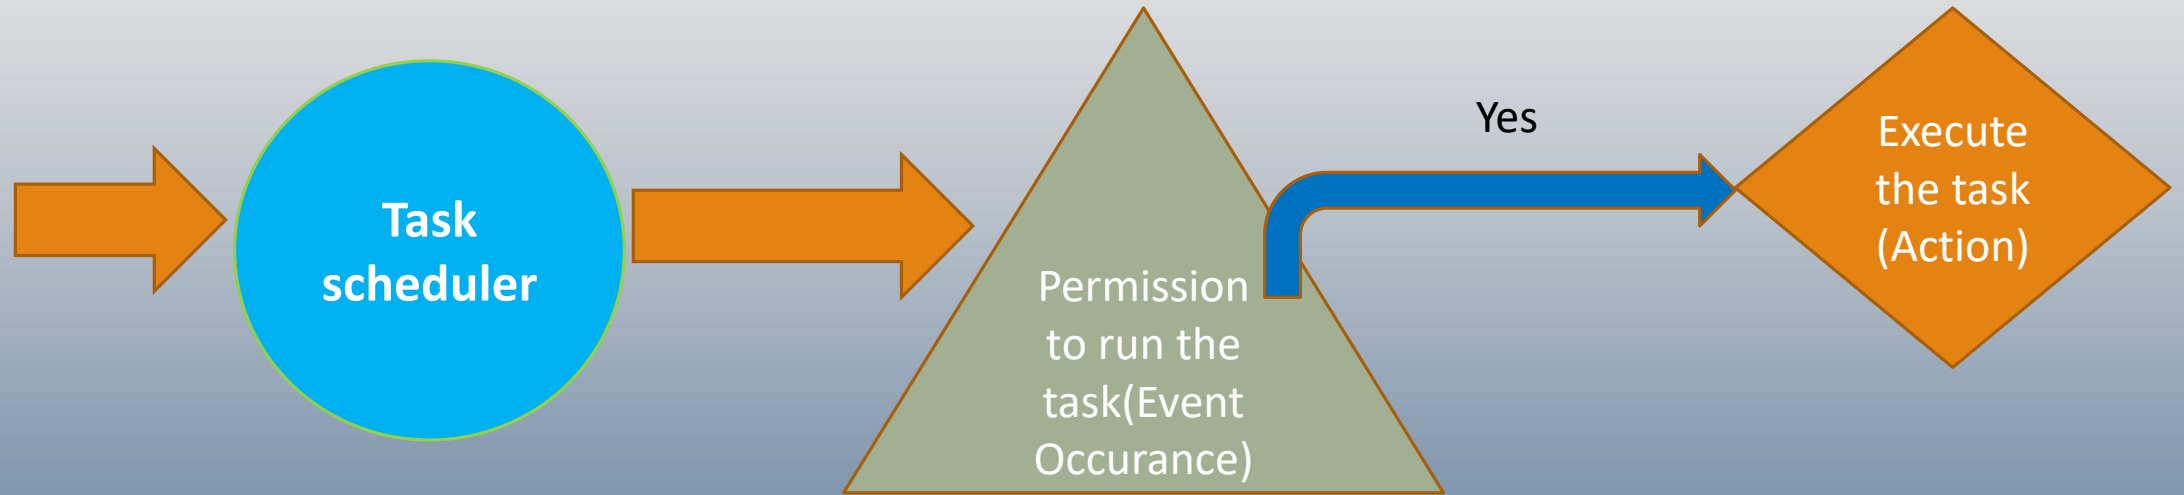 Task
scheduler
Permission
to run the
task(Event
Occurance)
Yes
Execute
the task
(Action)